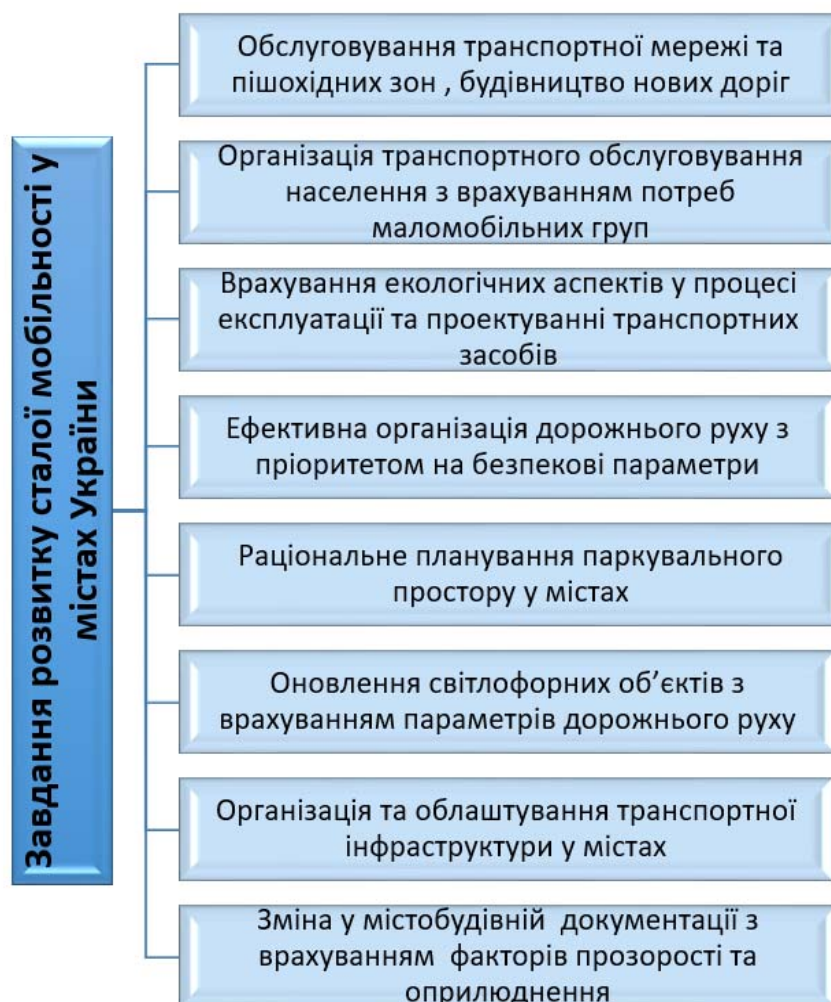 Завдання розвитку сталої мобільності у
містах України
Обслуговування транспортної мережі та
пішохідних зон , будівництво нових доріг
Організація транспортного обслуговування
населення з врахуванням потреб
маломобільних груп
Врахування екологічних аспектів у процесі
експлуатації та проектуванні транспортних
засобів
Ефективна організація дорожнього руху з
пріоритетом на безпекові параметри
Раціональне планування паркувального
простору у містах
Оновлення світлофорних об’єктів з
врахуванням параметрів дорожнього руху
Організація та облаштування транспортної
інфраструктури у містах
Зміна у містобудівній документації з
врахуванням факторів прозорості та
оприлюднення